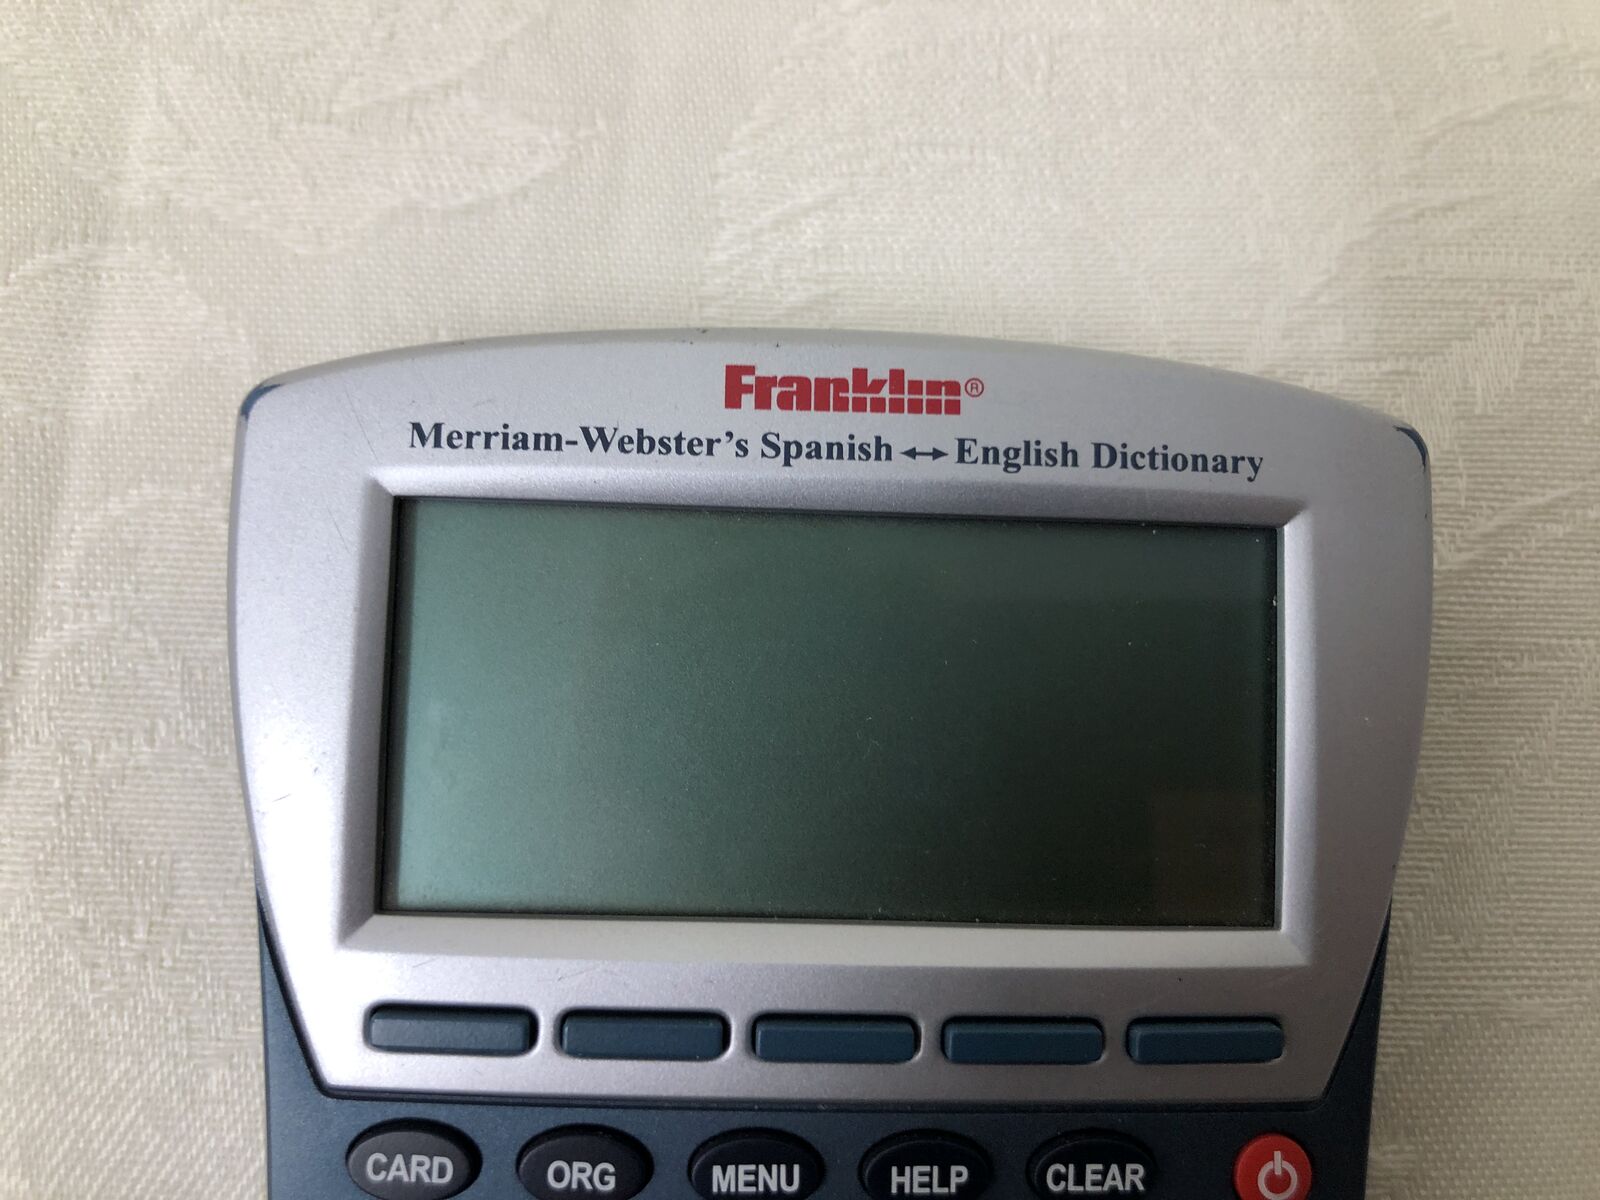 Franklin®
Merriam-Webster's Spanish ↔ English Dictionary
CARD ORG MENU HELP CLEAR